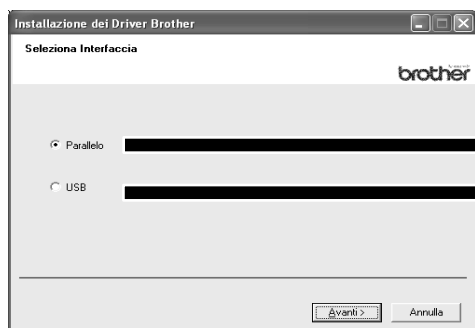 Installazione dei Driver Brother
Seleziona Interfaccia
brother
Parallelo
USB
Avanti >
Annulla